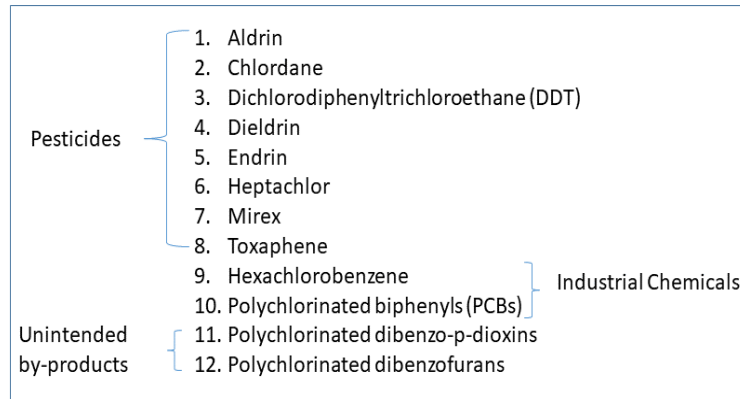 1. Aldrin
2. Chlordane
3. Dichlorodiphenyltrichloroethane (DDT)
4. Dieldrin
Pesticides
5. Endrin
6. Heptachlor
7. Mirex
8. Toxaphene
9. Hexachlorobenzene
Industrial Chemicals
10. Polychlorinated biphenyls (PCBs)
Unintended
by-products
11. Polychlorinated dibenzo-p-dioxins
12. Polychlorinated dibenzofurans